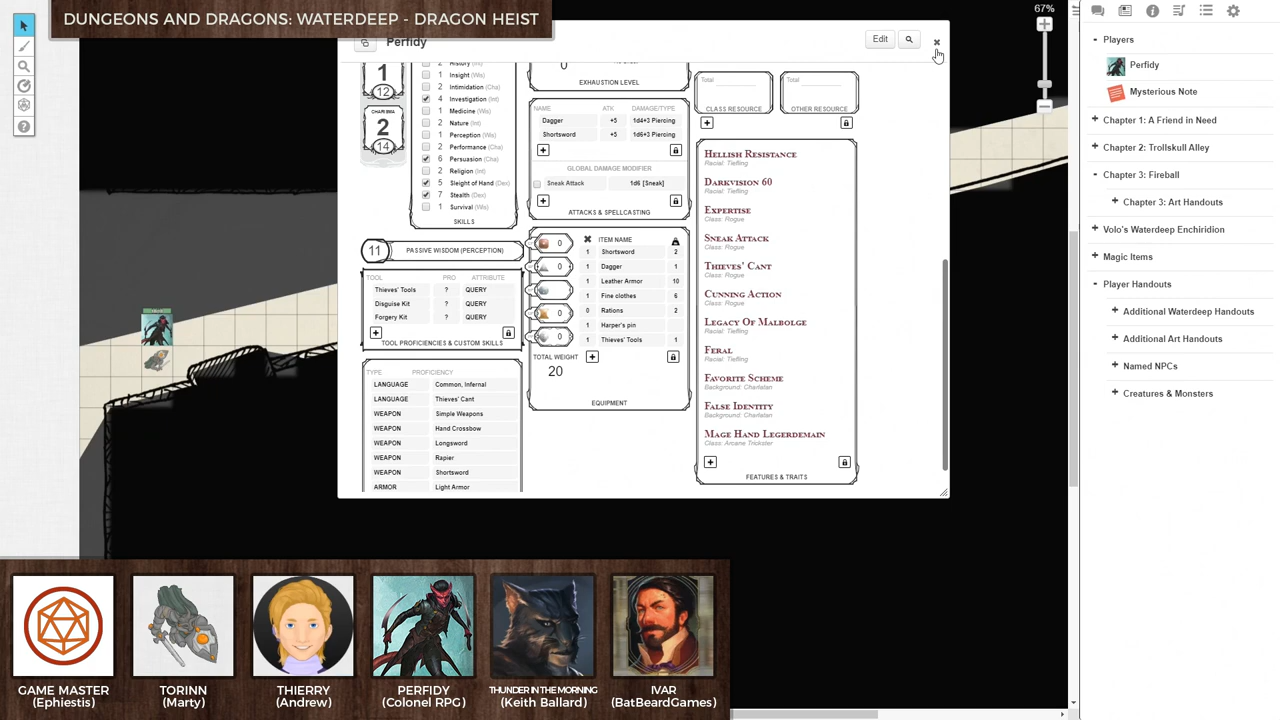 DUNGEONS AND DRAGONS: WATERDEEP - DRAGON HEIST
67%
Perfidy
Edit
1
12
CHARISMA
2
14
2 History (Int)
1 Insight (Wis)
2 Intimidation (Cha)
4 Investigation (Int)
1 Medicine (Wis)
2 Nature (Int)
1 Perception (Wis)
2 Performance (Cha)
6 Persuasion (Cha)
2 Religion (Int)
5 Sleight of Hand (Dex)
7 Stealth (Dex)
1 Survival (Wis)
SKILLS
11 PASSIVE WISDOM (PERCEPTION)
TOOL PRO ATTRIBUTE
Thieves' Tools ? QUERY
Disguise Kit ? QUERY
Forgery Kit ? QUERY
TOOL PROFICIENCIES & CUSTOM SKILLS
TYPE PROFICIENCY
LANGUAGE Common, Infernal
LANGUAGE Thieves' Cant
WEAPON Simple Weapons
WEAPON Hand Crossbow
WEAPON Longsword
WEAPON Rapier
WEAPON Shortsword
ARMOR Light Armor
0
EXHAUSTION LEVEL
NAME ATK DAMAGE/TYPE
Dagger +5 1d4+3 Piercing
Shortsword +5 1d6+3 Piercing
GLOBAL DAMAGE MODIFIER
Sneak Attack 1d6 [Sneak]
ATTACKS & SPELLCASTING
0
0
0
0
ITEM NAME
1 Shortsword 2
1 Dagger 1
1 Leather Armor 10
1 Fine clothes 6
0 Rations 2
1 Harper's pin
1 Thieves' Tools 1
TOTAL WEIGHT
20
EQUIPMENT
Total
CLASS RESOURCE
Total
OTHER RESOURCE
HELLISH RESISTANCE
Racial: Tiefling
DARKVISION 60
Racial: Tiefling
EXPERTISE
Class: Rogue
SNEAK ATTACK
Class: Rogue
THIEVES' CANT
Class: Rogue
CUNNING ACTION
Class: Rogue
LEGACY OF MALBOLGE
Racial: Tiefling
FERAL
Racial: Tiefling
FAVORITE SCHEME
Background: Charlatan
FALSE IDENTITY
Background: Charlatan
MAGE HAND LEGERDEMAIN
Class: Arcane Trickster
FEATURES & TRAITS
Players
Perfidy
Mysterious Note
Chapter 1: A Friend in Need
Chapter 2: Trollskull Alley
Chapter 3: Fireball
Chapter 3: Art Handouts
Volo's Waterdeep Enchiridion
Magic Items
Player Handouts
Additional Waterdeep Handouts
Additional Art Handouts
Named NPCs
Creatures & Monsters
GAME MASTER
(Ephiestis)
TORINN
(Marty)
THIERRY
(Andrew)
PERFIDY
(Colonel RPG)
THUNDER IN THE MORNING
(Keith Ballard)
IVAR
(BatBeardGames)